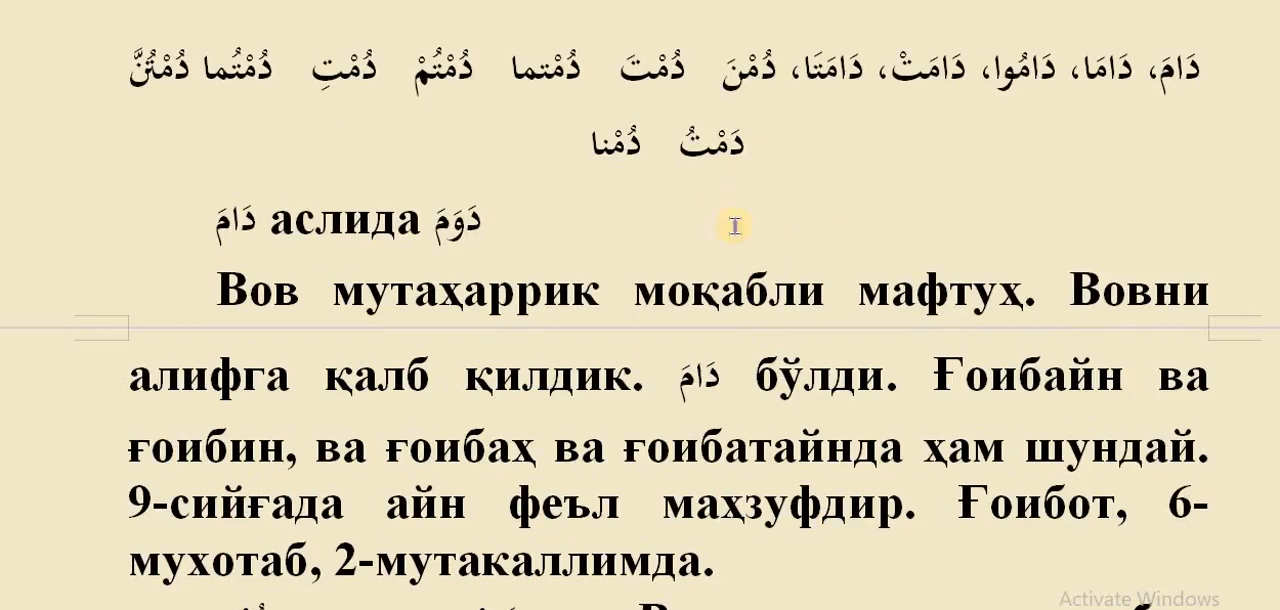 دَامَ، دَامَا، دَامُوا، دَامَتْ، دَامَتَا، دُمْنَ دُمْتَ دُمْتما دُمْتُمْ دُمْتِ دُمْتُما دُمْتُنَّ
دَمْتُ دُمْنا
دَامَ аслида دَوَمَ
Вов мутаҳаррик моқабли мафтуҳ. Вовни
алифга қалб қилдик. دَامَ бўлди. Ғоибайн ва
ғоибин, ва ғоибаҳ ва ғоибатайнда ҳам шундай.
9-сийғада айн феъл маҳзуфдир. Ғоибот, 6-
мухотаб, 2-мутакаллимда.
Activate Windows